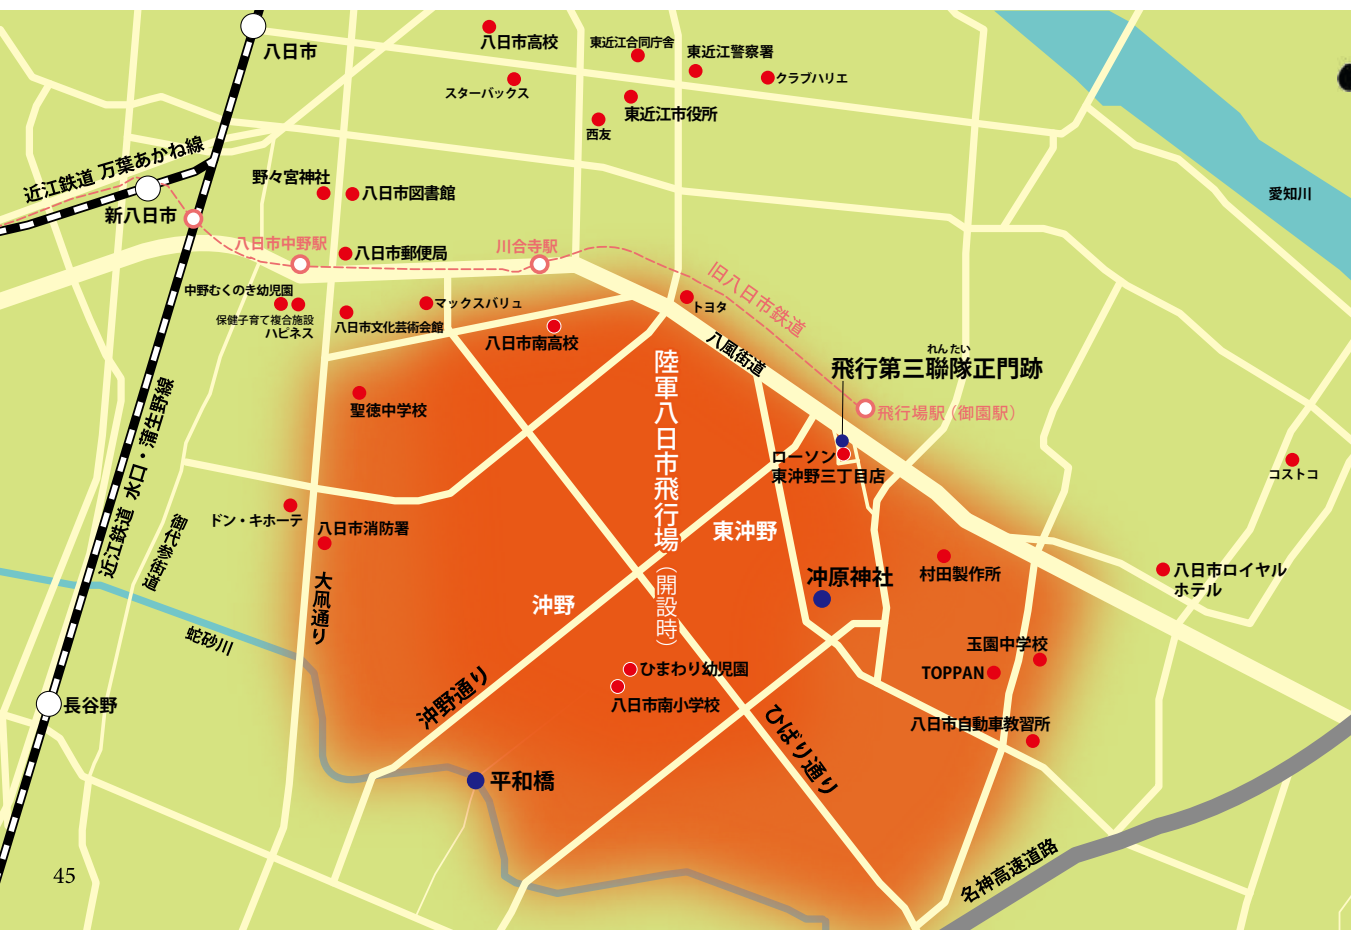 八日市
八日市高校
東近江合同庁舎
東近江警察署
クラブハリエ
スターバックス
東近江市役所
西友
近江鉄道 万葉あかね線
野々宮神社
八日市図書館
愛知川
新八日市
八日市中野駅
八日市郵便局
川合寺駅
旧八日市鉄道
中野むくのき幼児園
保健子育て複合施設
ハピネス
八日市文化芸術会館
マックスバリュ
トヨタ
八日市南高校
八風街道
れんたい
飛行第三聯隊正門跡
飛行場駅(御園駅)
陸軍八日市飛行場(開設時)
聖徳中学校
近江鉄道 水口・蒲生野線
ローソン
東沖野三丁目店
コストコ
御代参街道
ドン・キホーテ
八日市消防署
東沖野
大凧通り
沖野
冲原神社
村田製作所
八日市ロイヤル
ホテル
蛇砂川
玉園中学校
TOPPAN
ひまわり幼児園
八日市南小学校
長谷野
沖野通り
ひばり通り
八日市自動車教習所
平和橋
名神高速道路
45